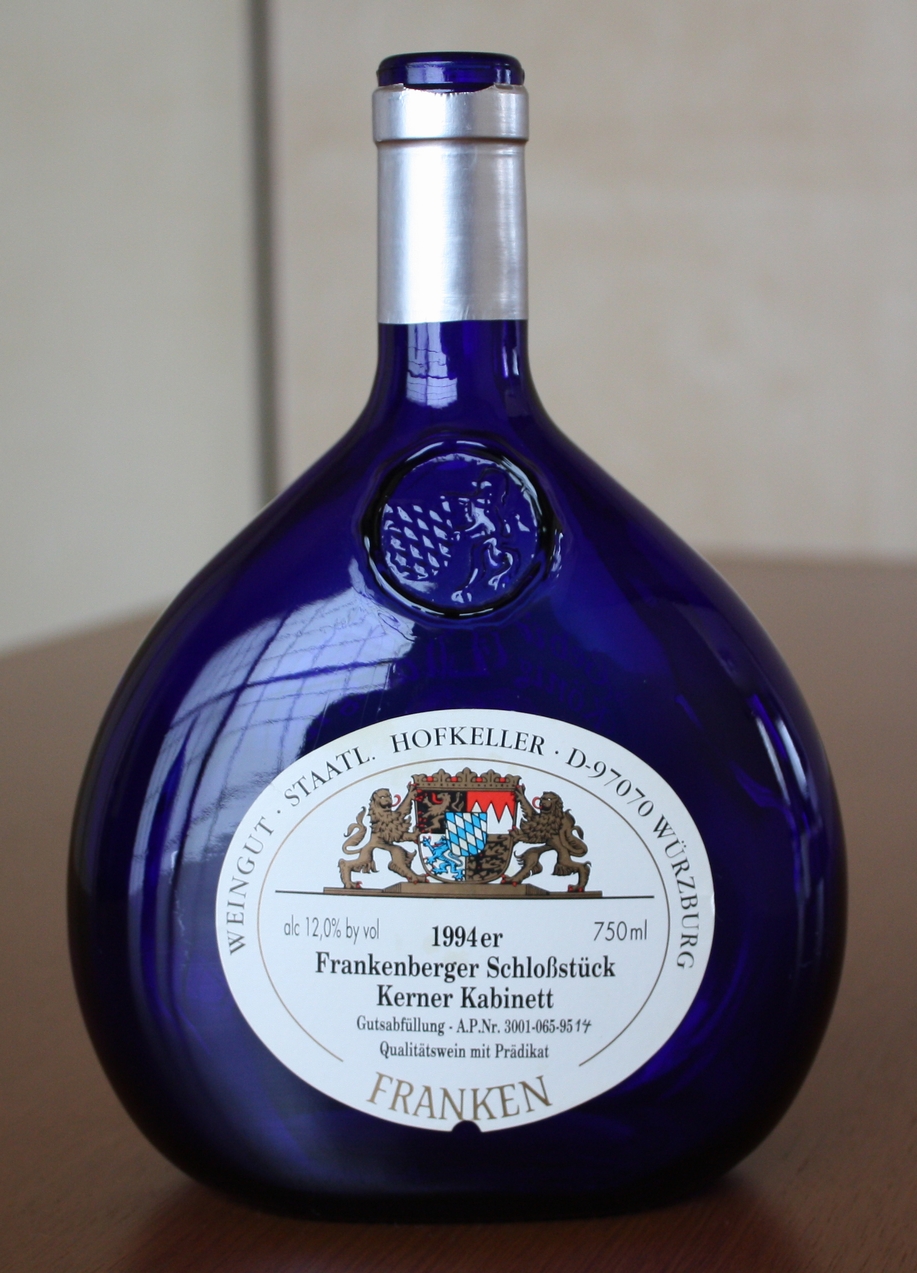 WEINGUT · STAATL. HOFKELLER · D-97070 WÜRZBURG
alc 12,0% by vol
1994er
750ml
Frankenberger Schloßstück
Kerner Kabinett
Gutsabfüllung - A.P.Nr. 3001-065-9514
Qualitätswein mit Prädikat
FRANKEN